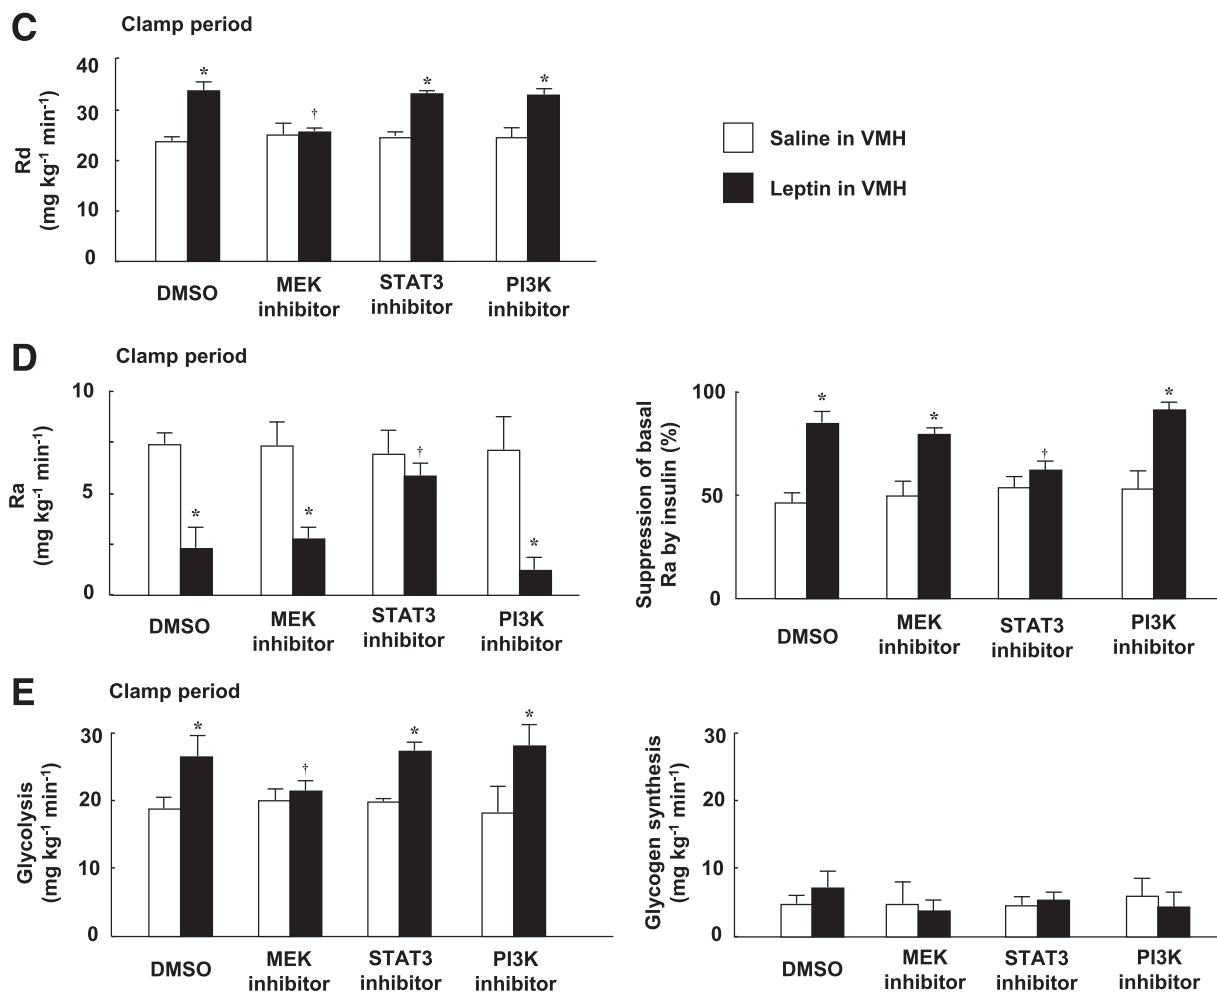 C
Clamp period
Rd
(mg kg-1 min-1)
40
30
20
10
0
*
†
*
*
DMSO
MEK
inhibitor
STAT3
inhibitor
PI3K
inhibitor
Saline in VMH
Leptin in VMH
D
Clamp period
Ra
(mg kg-1 min-1)
10
5
0
*
*
†
*
DMSO
MEK
inhibitor
STAT3
inhibitor
PI3K
inhibitor
Suppression of basal
Ra by insulin (%)
100
50
0
*
*
†
*
DMSO
MEK
inhibitor
STAT3
inhibitor
PI3K
inhibitor
E
Clamp period
Glycolysis
(mg kg-1 min-1)
30
20
10
0
*
†
*
*
DMSO
MEK
inhibitor
STAT3
inhibitor
PI3K
inhibitor
Glycogen synthesis
(mg kg-1 min-1)
30
20
10
0
DMSO
MEK
inhibitor
STAT3
inhibitor
PI3K
inhibitor